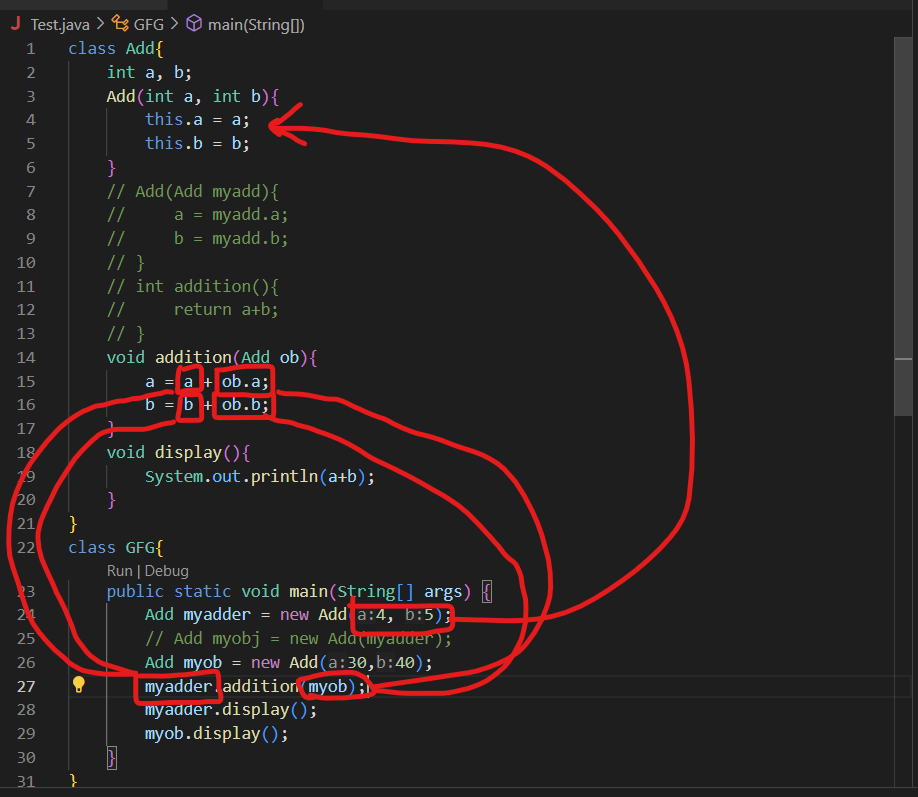 J Test.java > GFG > main(String[])
1 class Add{
2 int a, b;
3 Add(int a, int b){
4 this.a = a;
5 this.b = b;
6 }
7 // Add(Add myadd){
8 //     a = myadd.a;
9 //     b = myadd.b;
10 // }
11 // int addition(){
12 //     return a+b;
13 // }
14 void addition(Add ob){
15 a = a + ob.a;
16 b = b + ob.b;
17 }
18 void display(){
19 System.out.println(a+b);
20 }
21 }
22 class GFG{
Run | Debug
23 public static void main(String[] args) {
24 Add myadder = new Add(a:4, b:5);
25 // Add myobj = new Add(myadder);
26 Add myob = new Add(a:30,b:40);
27 myadder.addition(myob);
28 myadder.display();
29 myob.display();
30 }
31 }